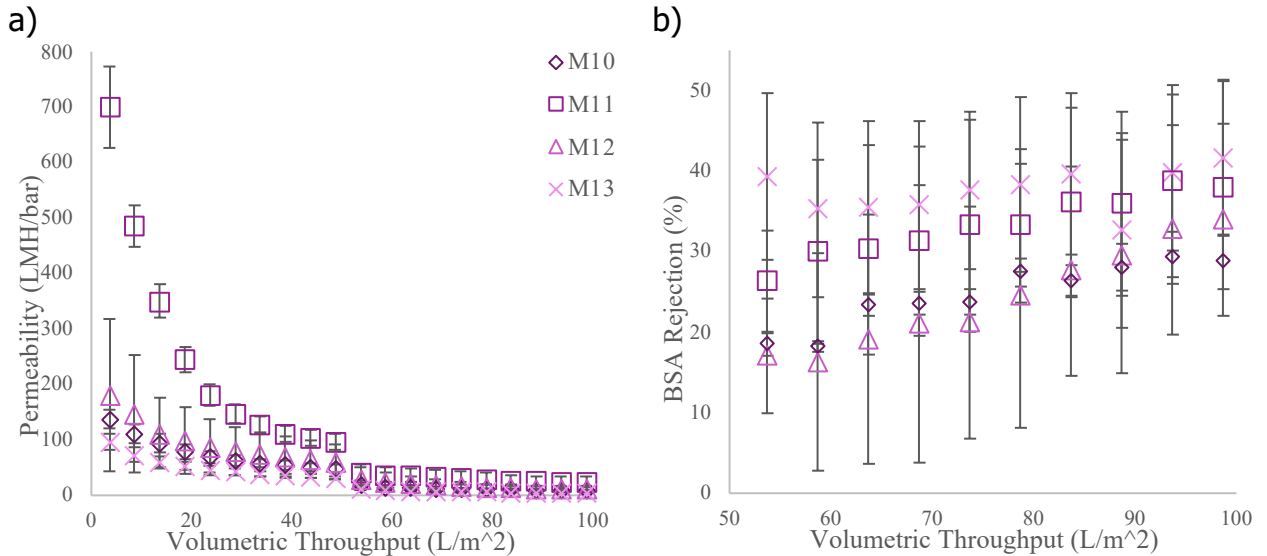 a)
Permeability (LMH/bar)
800
700
600
500
400
300
200
100
0
0 20 40 60 80 100
Volumetric Throughput (L/m^2)
M10
M11
M12
M13
b)
BSA Rejection (%)
50
40
30
20
10
0
50 60 70 80 90 100
Volumetric Throughput (L/m^2)